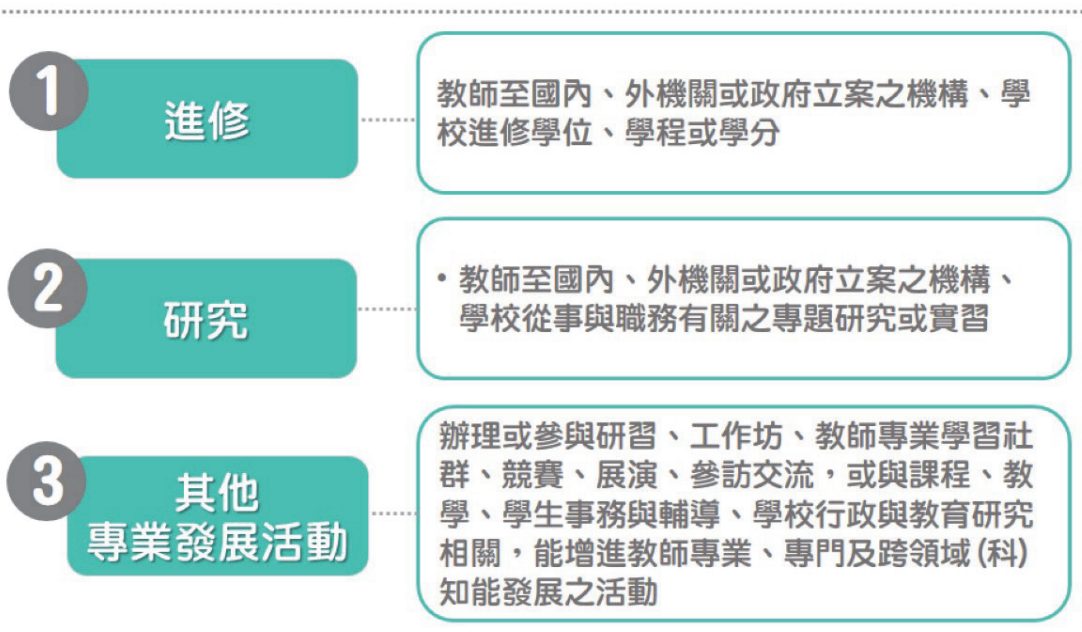 1
進修
教師至國內、外機關或政府立案之機構、學
校進修學位、學程或學分
2
研究
• 教師至國內、外機關或政府立案之機構、
學校從事與職務有關之專題研究或實習
3
其他
專業發展活動
辦理或參與研習、工作坊、教師專業學習社
群、競賽、展演、參訪交流，或與課程、教
學、學生事務與輔導、學校行政與教育研究
相關，能增進教師專業、專門及跨領域(科)
知能發展之活動